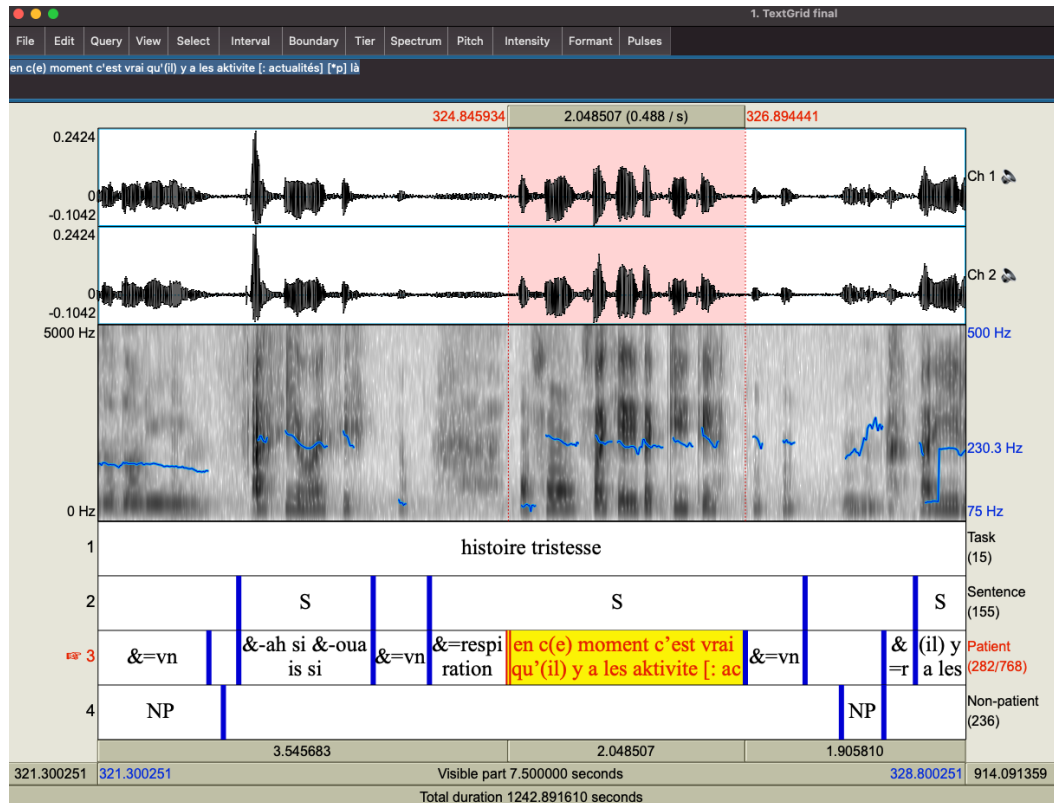 1. TextGrid final
File Edit Query View Select Interval Boundary Tier Spectrum Pitch Intensity Formant Pulses
en c(e) moment c'est vrai qu'(il) y a les aktivite [: actualités] [*p] là
324.845934 2.048507 (0.488 / s) 326.894441
0.2424
Ch 1
0
-0.1042
0.2424
Ch 2
0
-0.1042
5000 Hz 500 Hz
230.3 Hz
0 Hz 75 Hz
1 histoire tristesse Task
(15)
2 S S S Sentence
(155)
3 &=vn &-ah si &-oua
is si &=vn &=respi
ration en c(e) moment c'est vrai
qu'(il) y a les aktivite [: ac &=vn &
=r (il) y
a les Patient
(282/768)
4 NP NP Non-patient
(236)
3.545683 2.048507 1.905810
321.300251 321.300251 Visible part 7.500000 seconds 328.800251 914.091359
Total duration 1242.891610 seconds